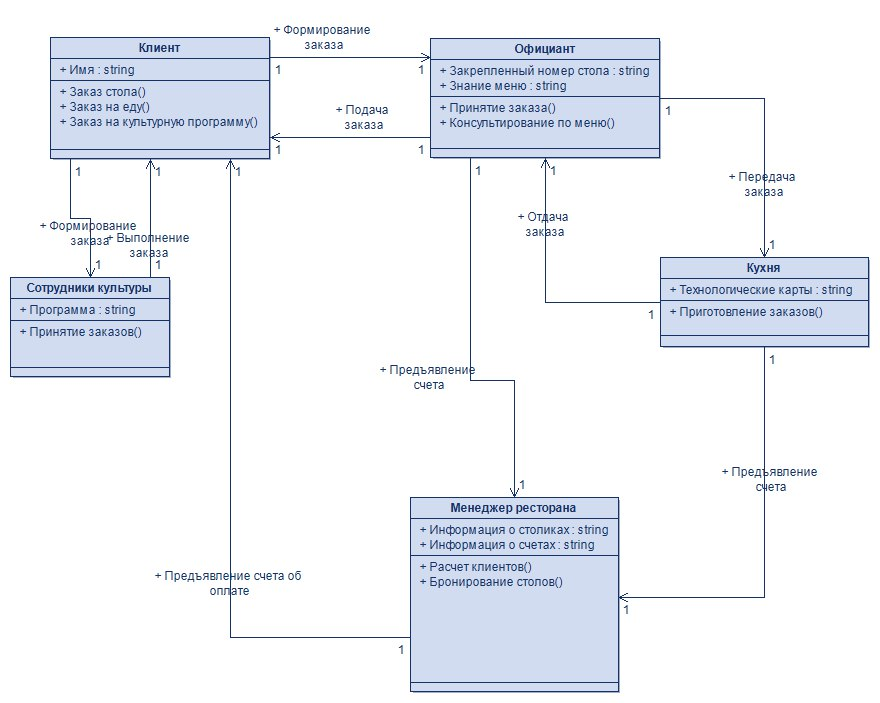 + Формирование
заказа
Клиент
+ Имя : string
+ Заказ стола()
+ Заказ на еду()
+ Заказ на культурную программу()
1
1
Официант
+ Закрепленный номер стола : string
+ Знание меню : string
+ Принятие заказа()
+ Консультирование по меню()
+ Подача
заказа
1
1
1
1
1
1
1
1
+ Передача
заказа
1
+ Формирование
заказа
1
+ Выполнение
заказа
1
+ Отдача
заказа
Сотрудники культуры
+ Программа : string
+ Принятие заказов()
Кухня
+ Технологические карты : string
+ Приготовление заказов()
1
1
+ Предъявление
счета
+ Предъявление
счета
1
Менеджер ресторана
+ Информация о столиках : string
+ Информация о счетах : string
+ Расчет клиентов()
+ Бронирование столов()
+ Предъявление счета об
оплате
1
1